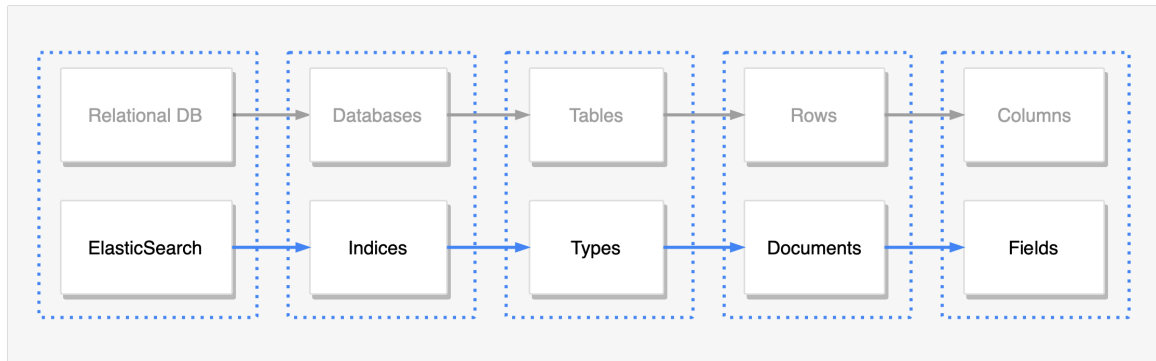 Relational DB
Databases
Tables
Rows
Columns
ElasticSearch
Indices
Types
Documents
Fields